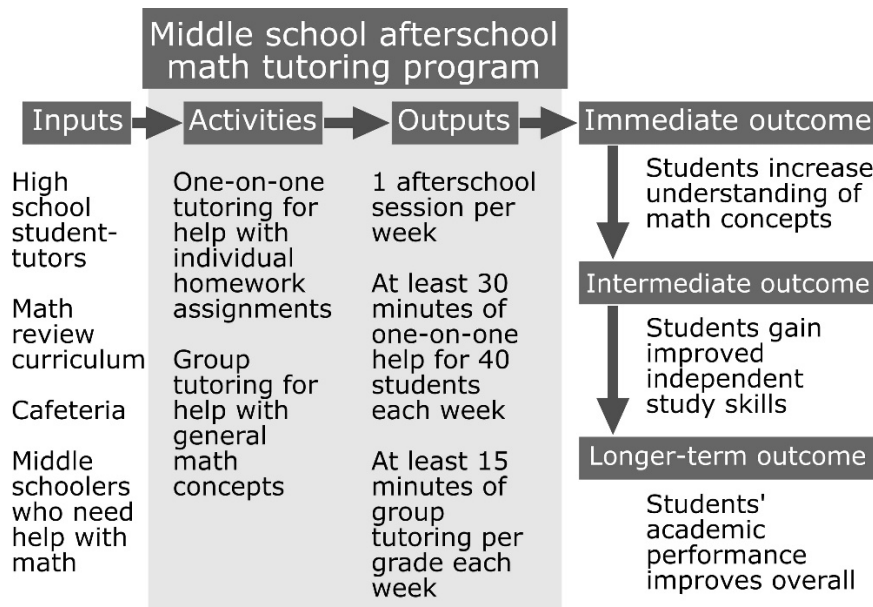 Middle school afterschool
math tutoring program
Inputs
High
school
student-
tutors
Math
review
curriculum
Cafeteria
Middle
schoolers
who need
help with
math
Activities
One-on-one
tutoring for
help with
individual
homework
assignments
Group
tutoring for
help with
general
math
concepts
Outputs
1 afterschool
session per
week
At least 30
minutes of
one-on-one
help for 40
students
each week
At least 15
minutes of
group
tutoring per
grade each
week
Immediate outcome
Students increase
understanding of
math concepts
Intermediate outcome
Students gain
improved
independent
study skills
Longer-term outcome
Students'
academic
performance
improves overall